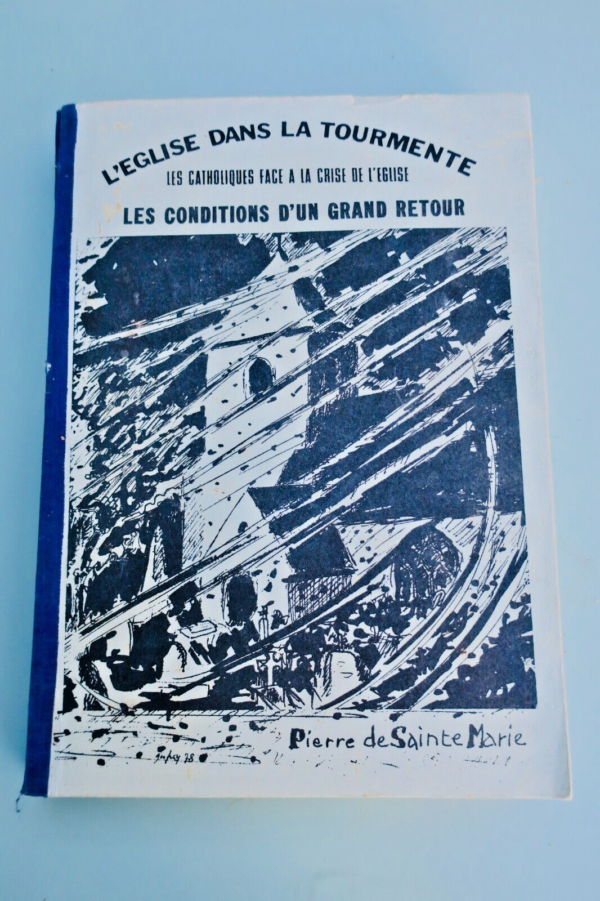 L'EGLISE DANS LA TOURMENTE
LES CATHOLIQUES FACE A LA CRISE DE L'EGLISE
LES CONDITIONS D'UN GRAND RETOUR
Pierre de Sainte Marie
78